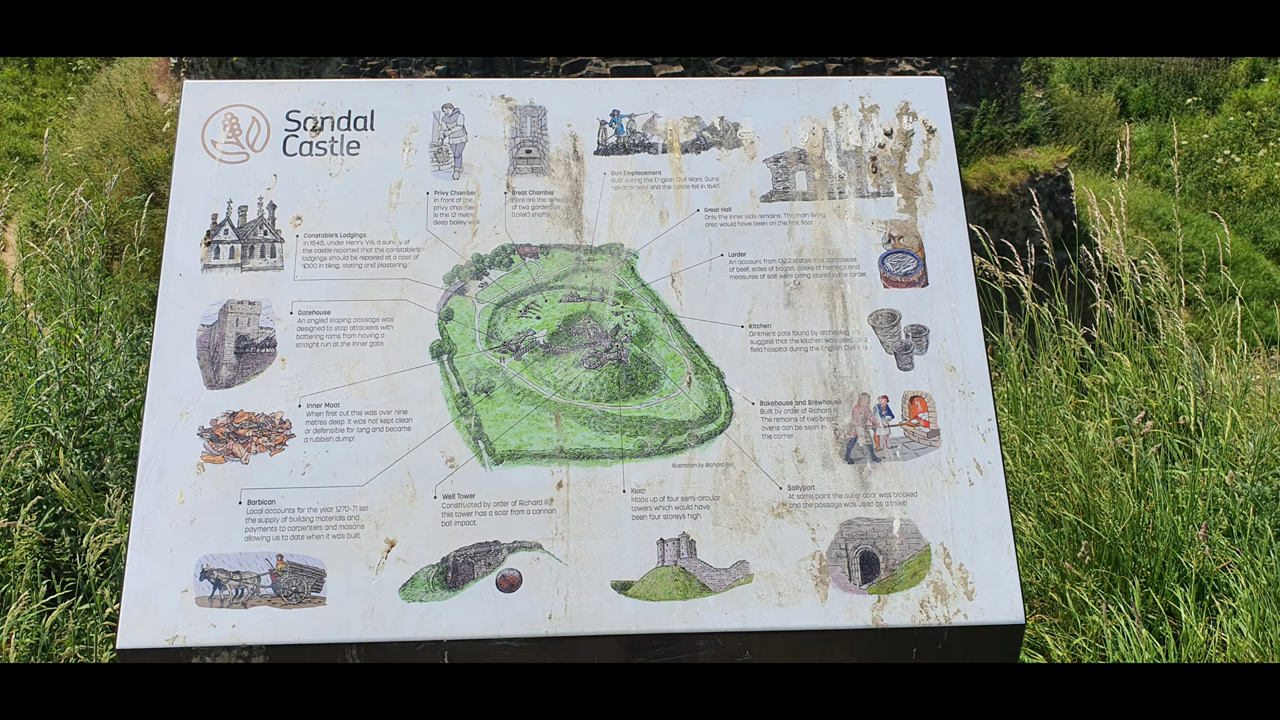 Sandal
Castle
Privy Chamber
In front of the
privy chamber
is the 12 metre
deep bailey
Great Chamber
Here are the remains
of two garderobe
(toilet) shafts.
Gun Emplacement
Built during the English Civil Wars. Guns
never arrived and the castle fell in 1645.
Great Hall
Only the inner side remains. The main living
area would have been on the first floor.
Constable's Lodgings
In 1545, under Henry VIII, a survey of
the castle reported that the constable's
lodgings should be repaired at a cost of
'£100 in tiling, slating and plastering.'
Larder
An account from 1322 states that carcasses
of beef, sides of bacon, casks of herrings and
measures of salt were being stored in the larder.
Gatehouse
An angled sloping passage was
designed to stop attackers with
battering rams from having a
straight run at the inner gate.
Kitchen
Ointment pots found by archaeologists
suggest that the kitchen was used as a
field hospital during the English Civil
Inner Moat
When first cut this was over nine
metres deep. It was not kept clean
or defensible for long and became
a rubbish dump!
Bakehouse and Brewhouse
Built by order of Richard III.
The remains of two bread
ovens can be seen in
the corner.
Illustration by Richard Bell
Barbican
Local accounts for the year 1270-71 list
the supply of building materials and
payments to carpenters and masons
allowing us to date when it was built.
Well Tower
Constructed by order of Richard III,
this tower has a scar from a cannon
ball impact.
Keep
Made up of four semi-circular
towers which would have
been four storeys high.
Sallyport
At some point the outer door was blocked
and the passage was used as a toilet!